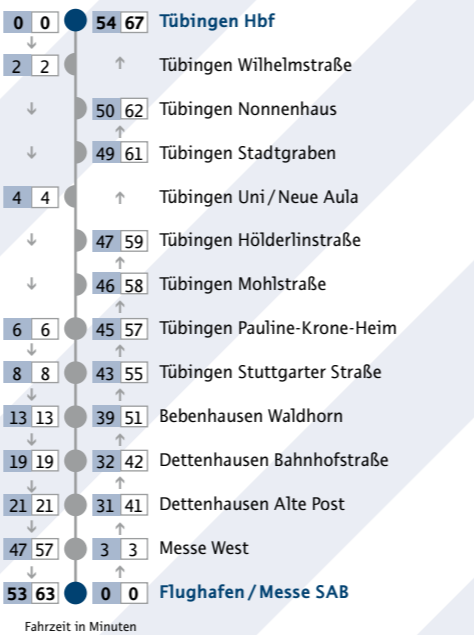 0 0 54 67 Tübingen Hbf
2 2 Tübingen Wilhelmstraße
50 62 Tübingen Nonnenhaus
49 61 Tübingen Stadtgraben
4 4 Tübingen Uni / Neue Aula
47 59 Tübingen Hölderlinstraße
46 58 Tübingen Mohlstraße
6 6 45 57 Tübingen Pauline-Krone-Heim
8 8 43 55 Tübingen Stuttgarter Straße
13 13 39 51 Bebenhausen Waldhorn
19 19 32 42 Dettenhausen Bahnhofstraße
21 21 31 41 Dettenhausen Alte Post
47 57 3 3 Messe West
53 63 0 0 Flughafen / Messe SAB
Fahrzeit in Minuten